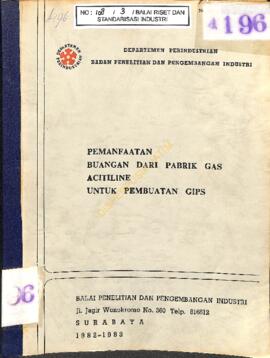 NO: 108 / 3 / BALAI RISET DAN
STANDARISASI INDUSTRI
4196
DEPARTEMEN PERINDUSTRIAN
BADAN PENELITIAN DAN PENGEMBANGAN INDUSTRI
PEMANFAATAN
BUANGAN DARI PABRIK GAS
ACITILINE
UNTUK PEMBUATAN GIPS
96
BALAI PENELITIAN DAN PENGEMBANGAN INDUSTRI
Jl. Jagir Wonokromo No. 360 Telp. 816612
SURABAYA
1982-1983